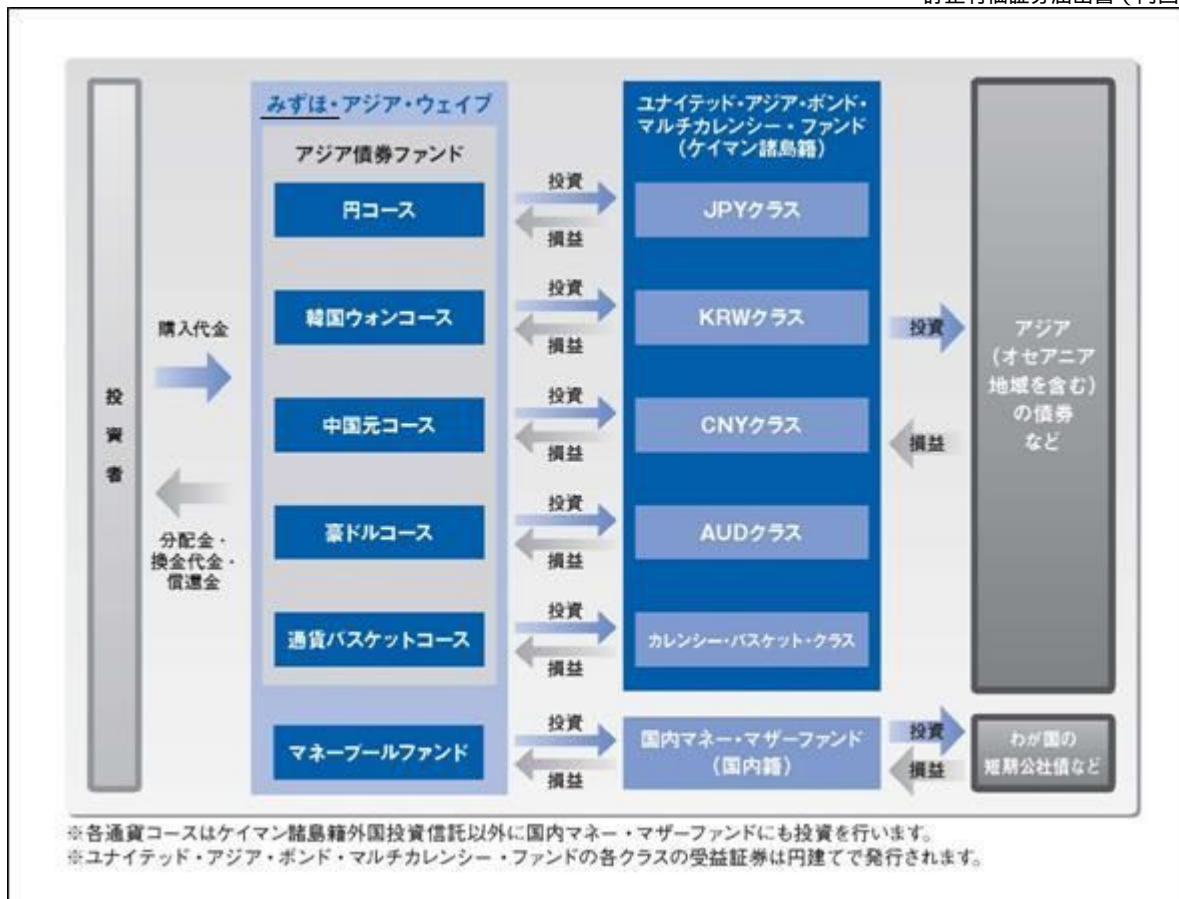 みずほ・アジア・ウェイブ
アジア債券ファンド
ユナイテッド・アジア・ボンド・
マルチカレンシー・ファンド
(ケイマン諸島籍)
投資者
購入代金
分配金・
換金代金・
償還金
円コース
投資
損益
JPYクラス
韓国ウォンコース
投資
損益
KRWクラス
中国元コース
投資
損益
CNYクラス
豪ドルコース
投資
損益
AUDクラス
通貨バスケットコース
投資
損益
カレンシー・バスケット・クラス
投資
損益
アジア
(オセアニア
地域を含む)
の債券
など
マネープールファンド
投資
損益
国内マネー・マザーファンド
(国内籍)
投資
損益
わが国の
短期公社債など
※各通貨コースはケイマン諸島籍外国投資信託以外に国内マネー・マザーファンドにも投資を行います。
※ユナイテッド・アジア・ボンド・マルチカレンシー・ファンドの各クラスの受益証券は円建てで発行されます。